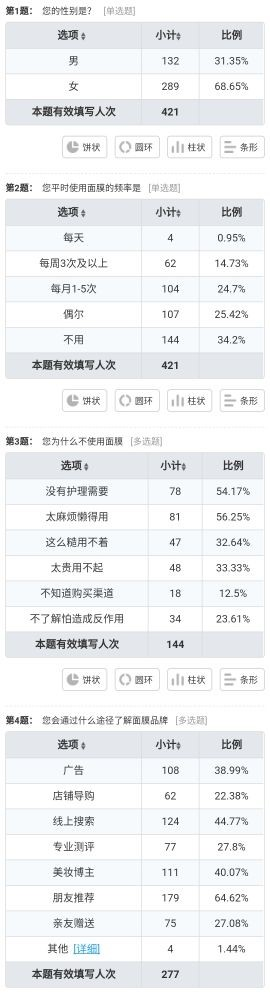 第1题: 您的性别是? [单选题]
选项 小计 比例
男 132 31.35%
女 289 68.65%
本题有效填写人次 421
饼状 圆环 柱状 条形
第2题: 您平时使用面膜的频率是 [单选题]
选项 小计 比例
每天 4 0.95%
每周3次及以上 62 14.73%
每月1-5次 104 24.7%
偶尔 107 25.42%
不用 144 34.2%
本题有效填写人次 421
饼状 圆环 柱状 条形
第3题: 您为什么不使用面膜 [多选题]
选项 小计 比例
没有护理需要 78 54.17%
太麻烦懒得用 81 56.25%
这么糙用不着 47 32.64%
太贵用不起 48 33.33%
不知道购买渠道 18 12.5%
不了解怕造成反作用 34 23.61%
本题有效填写人次 144
饼状 圆环 柱状 条形
第4题: 您会通过什么途径了解面膜品牌 [多选题]
选项 小计 比例
广告 108 38.99%
店铺导购 62 22.38%
线上搜索 124 44.77%
专业测评 77 27.8%
美妆博主 111 40.07%
朋友推荐 179 64.62%
亲友赠送 75 27.08%
其他 [详细] 4 1.44%
本题有效填写人次 277